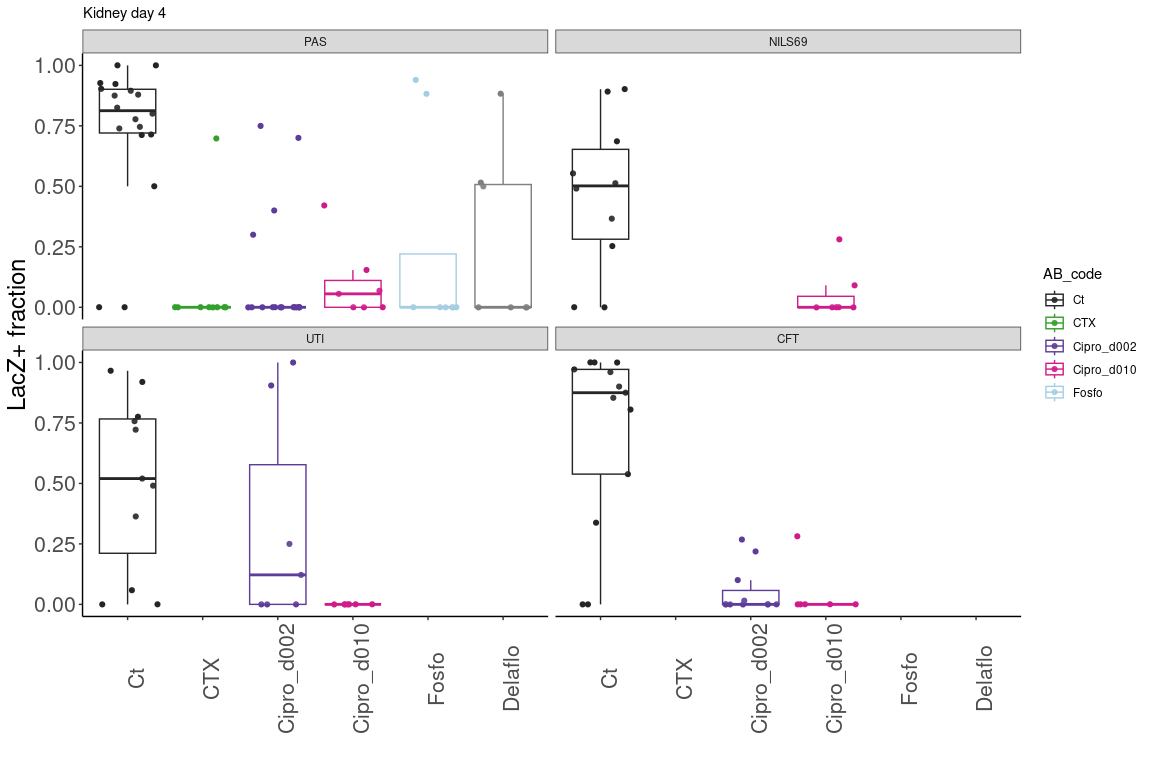 Kidney day 4
PAS
NILS69
1.00
0.75
0.50
0.25
0.00
UTI
CFT
1.00
0.75
0.50
0.25
0.00
LacZ+ fraction
Ct
CTX
Cipro_d002
Cipro_d010
Fosfo
Delaflo
Ct
CTX
Cipro_d002
Cipro_d010
Fosfo
Delaflo
AB_code
Ct
CTX
Cipro_d002
Cipro_d010
Fosfo